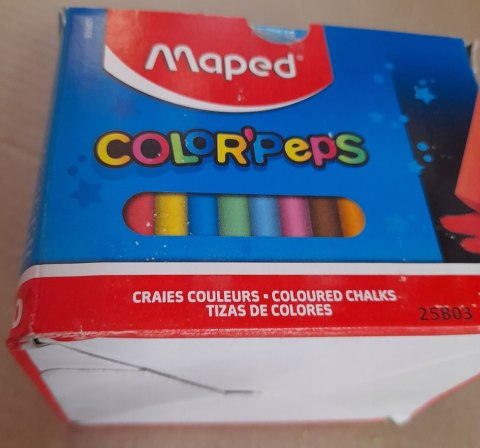 Maped
COLOR'PEPS
CRAIES COULEURS • COLOURED CHALKS
TIZAS DE COLORES
25803